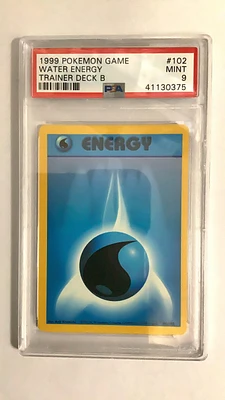 1999 POKEMON GAME #102
WATER ENERGY MINT
TRAINER DECK B 9
PSA 41130375
ENERGY